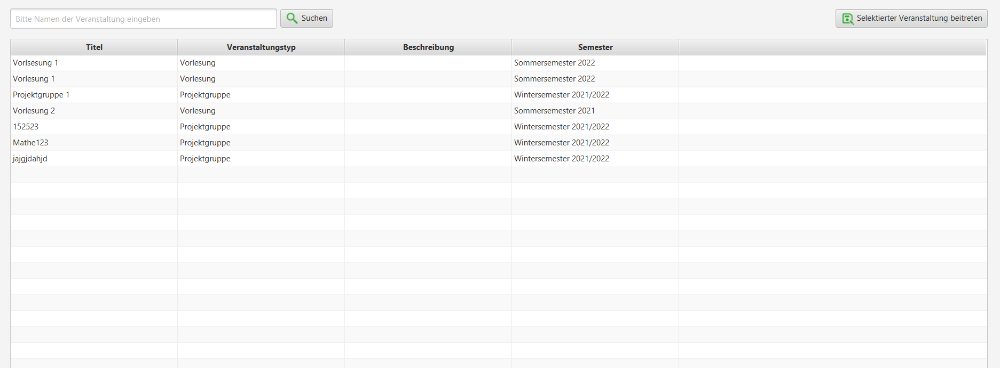 Bitte Namen der Veranstaltung eingeben Suchen Selektierter Veranstaltung beitreten
Titel Veranstaltungstyp Beschreibung Semester
Vorlsesung 1 Vorlesung Sommersemester 2022
Vorlesung 1 Vorlesung Sommersemester 2022
Projektgruppe 1 Projektgruppe Wintersemester 2021/2022
Vorlesung 2 Vorlesung Sommersemester 2021
152523 Projektgruppe Wintersemester 2021/2022
Mathe123 Projektgruppe Wintersemester 2021/2022
jajgjdahjd Projektgruppe Wintersemester 2021/2022